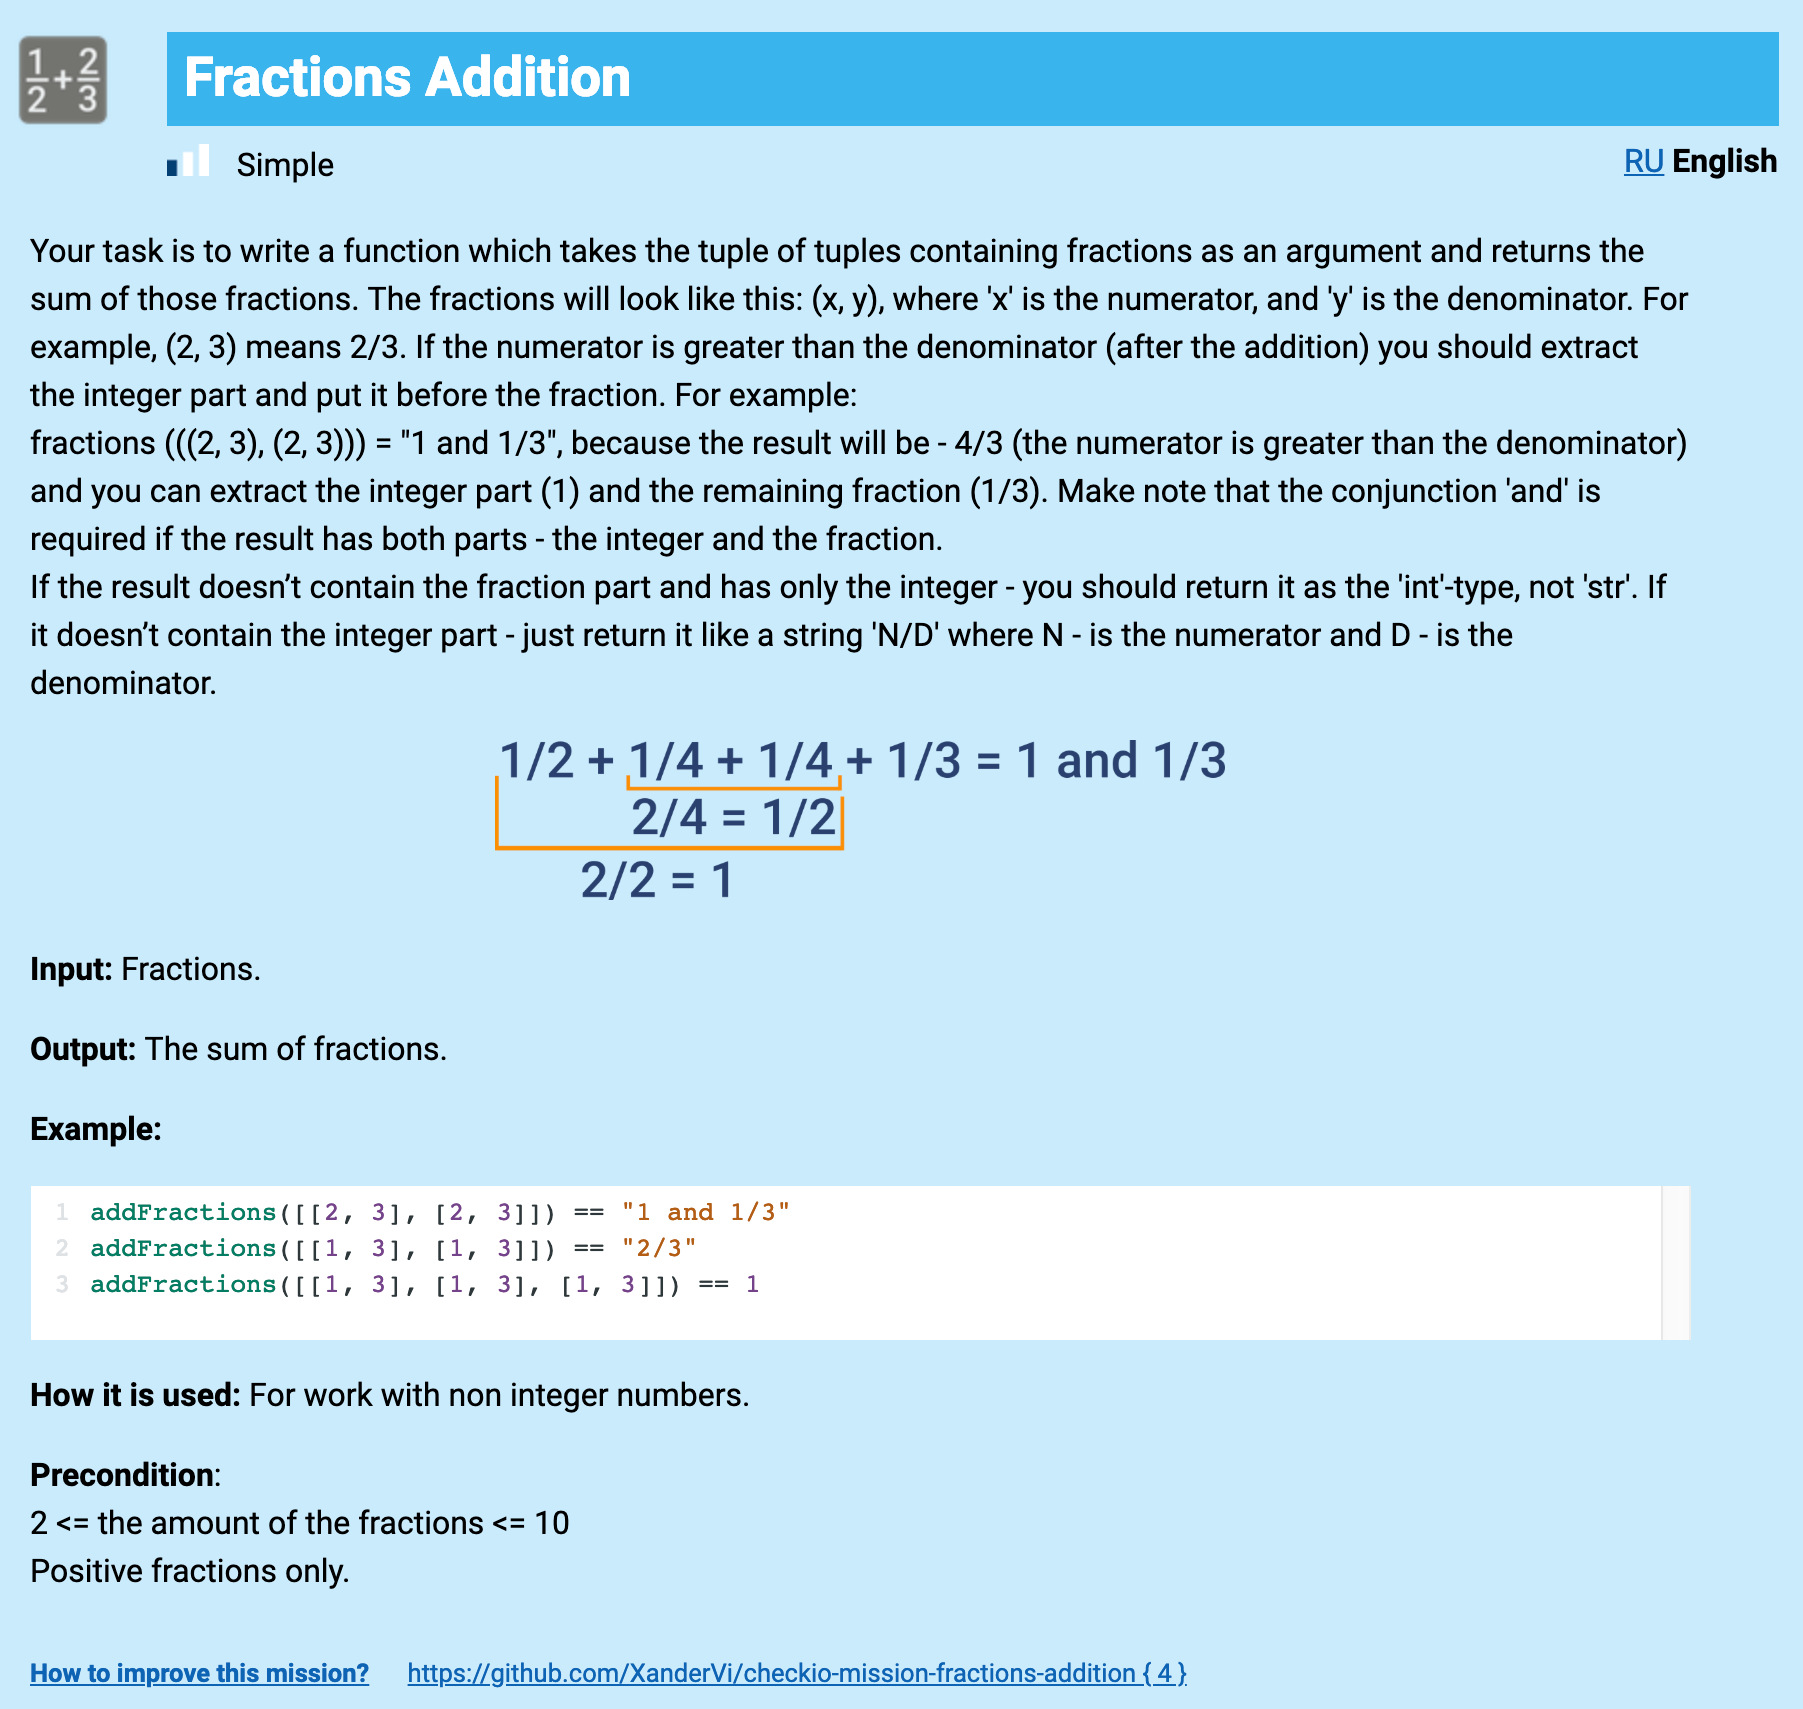 1/2 + 2/3
Fractions Addition
Simple
RU English
Your task is to write a function which takes the tuple of tuples containing fractions as an argument and returns the
sum of those fractions. The fractions will look like this: (x, y), where 'x' is the numerator, and 'y' is the denominator. For
example, (2, 3) means 2/3. If the numerator is greater than the denominator (after the addition) you should extract
the integer part and put it before the fraction. For example:
fractions (((2, 3), (2, 3))) = "1 and 1/3", because the result will be - 4/3 (the numerator is greater than the denominator)
and you can extract the integer part (1) and the remaining fraction (1/3). Make note that the conjunction 'and' is
required if the result has both parts - the integer and the fraction.
If the result doesn’t contain the fraction part and has only the integer - you should return it as the 'int'-type, not 'str'. If
it doesn’t contain the integer part - just return it like a string 'N/D' where N - is the numerator and D - is the
denominator.
1/2 + 1/4 + 1/4 + 1/3 = 1 and 1/3
2/4 = 1/2
2/2 = 1
Input: Fractions.
Output: The sum of fractions.
Example:
1 addFractions([[2, 3], [2, 3]]) == "1 and 1/3"
2 addFractions([[1, 3], [1, 3]]) == "2/3"
3 addFractions([[1, 3], [1, 3], [1, 3]]) == 1
How it is used: For work with non integer numbers.
Precondition:
2 <= the amount of the fractions <= 10
Positive fractions only.
How to improve this mission? https://github.com/XanderVi/checkio-mission-fractions-addition { 4 }